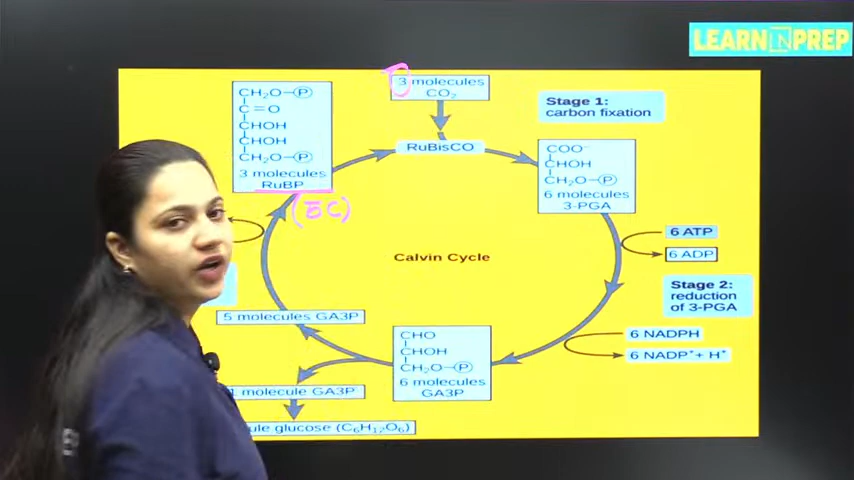 LEARN IN PREP
CH₂O-(P)
C=O
CHOH
CHOH
CH₂O-(P)
3 molecules
RuBP
(5C)
3 molecules
CO₂
RuBisCO
Stage 1:
carbon fixation
COO⁻
CHOH
CH₂O-(P)
6 molecules
3-PGA
6 ATP
6 ADP
Calvin Cycle
Stage 2:
reduction
of 3-PGA
6 NADPH
6 NADP⁺+ H⁺
CHO
CHOH
CH₂O-(P)
6 molecules
GA3P
5 molecules GA3P
1 molecule GA3P
glucose (C₆H₁₂O₆)